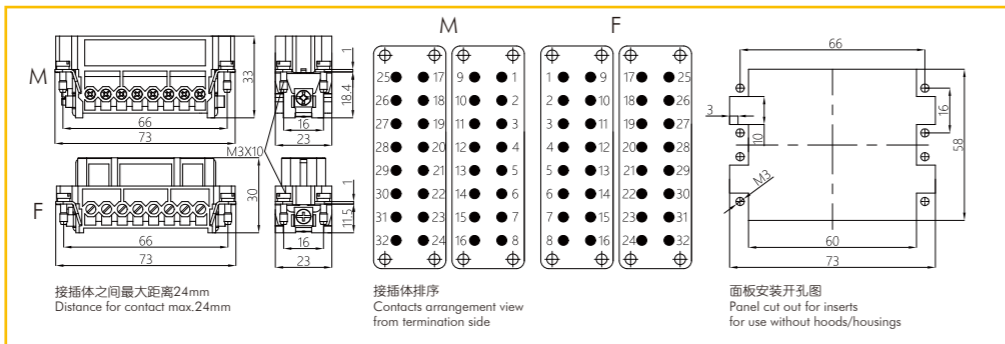 M
33
66
73
1
18.4
16
23
M3X10
F
30
66
73
1
11.5
16
23
接插体之间最大距离24mm
Distance for contact max.24mm
M F
25 17 9 1 1 9 17 25
26 18 10 2 2 10 18 26
27 19 11 3 3 11 19 27
28 20 12 4 4 12 20 28
29 21 13 5 5 13 21 29
30 22 14 6 6 14 22 30
31 23 15 7 7 15 23 31
32 24 16 8 8 16 24 32
接插体排序
Contacts arrangement view
from termination side
66
3
10
16
58
M3
60
73
面板安装开孔图
Panel cut out for inserts
for use without hoods/housings